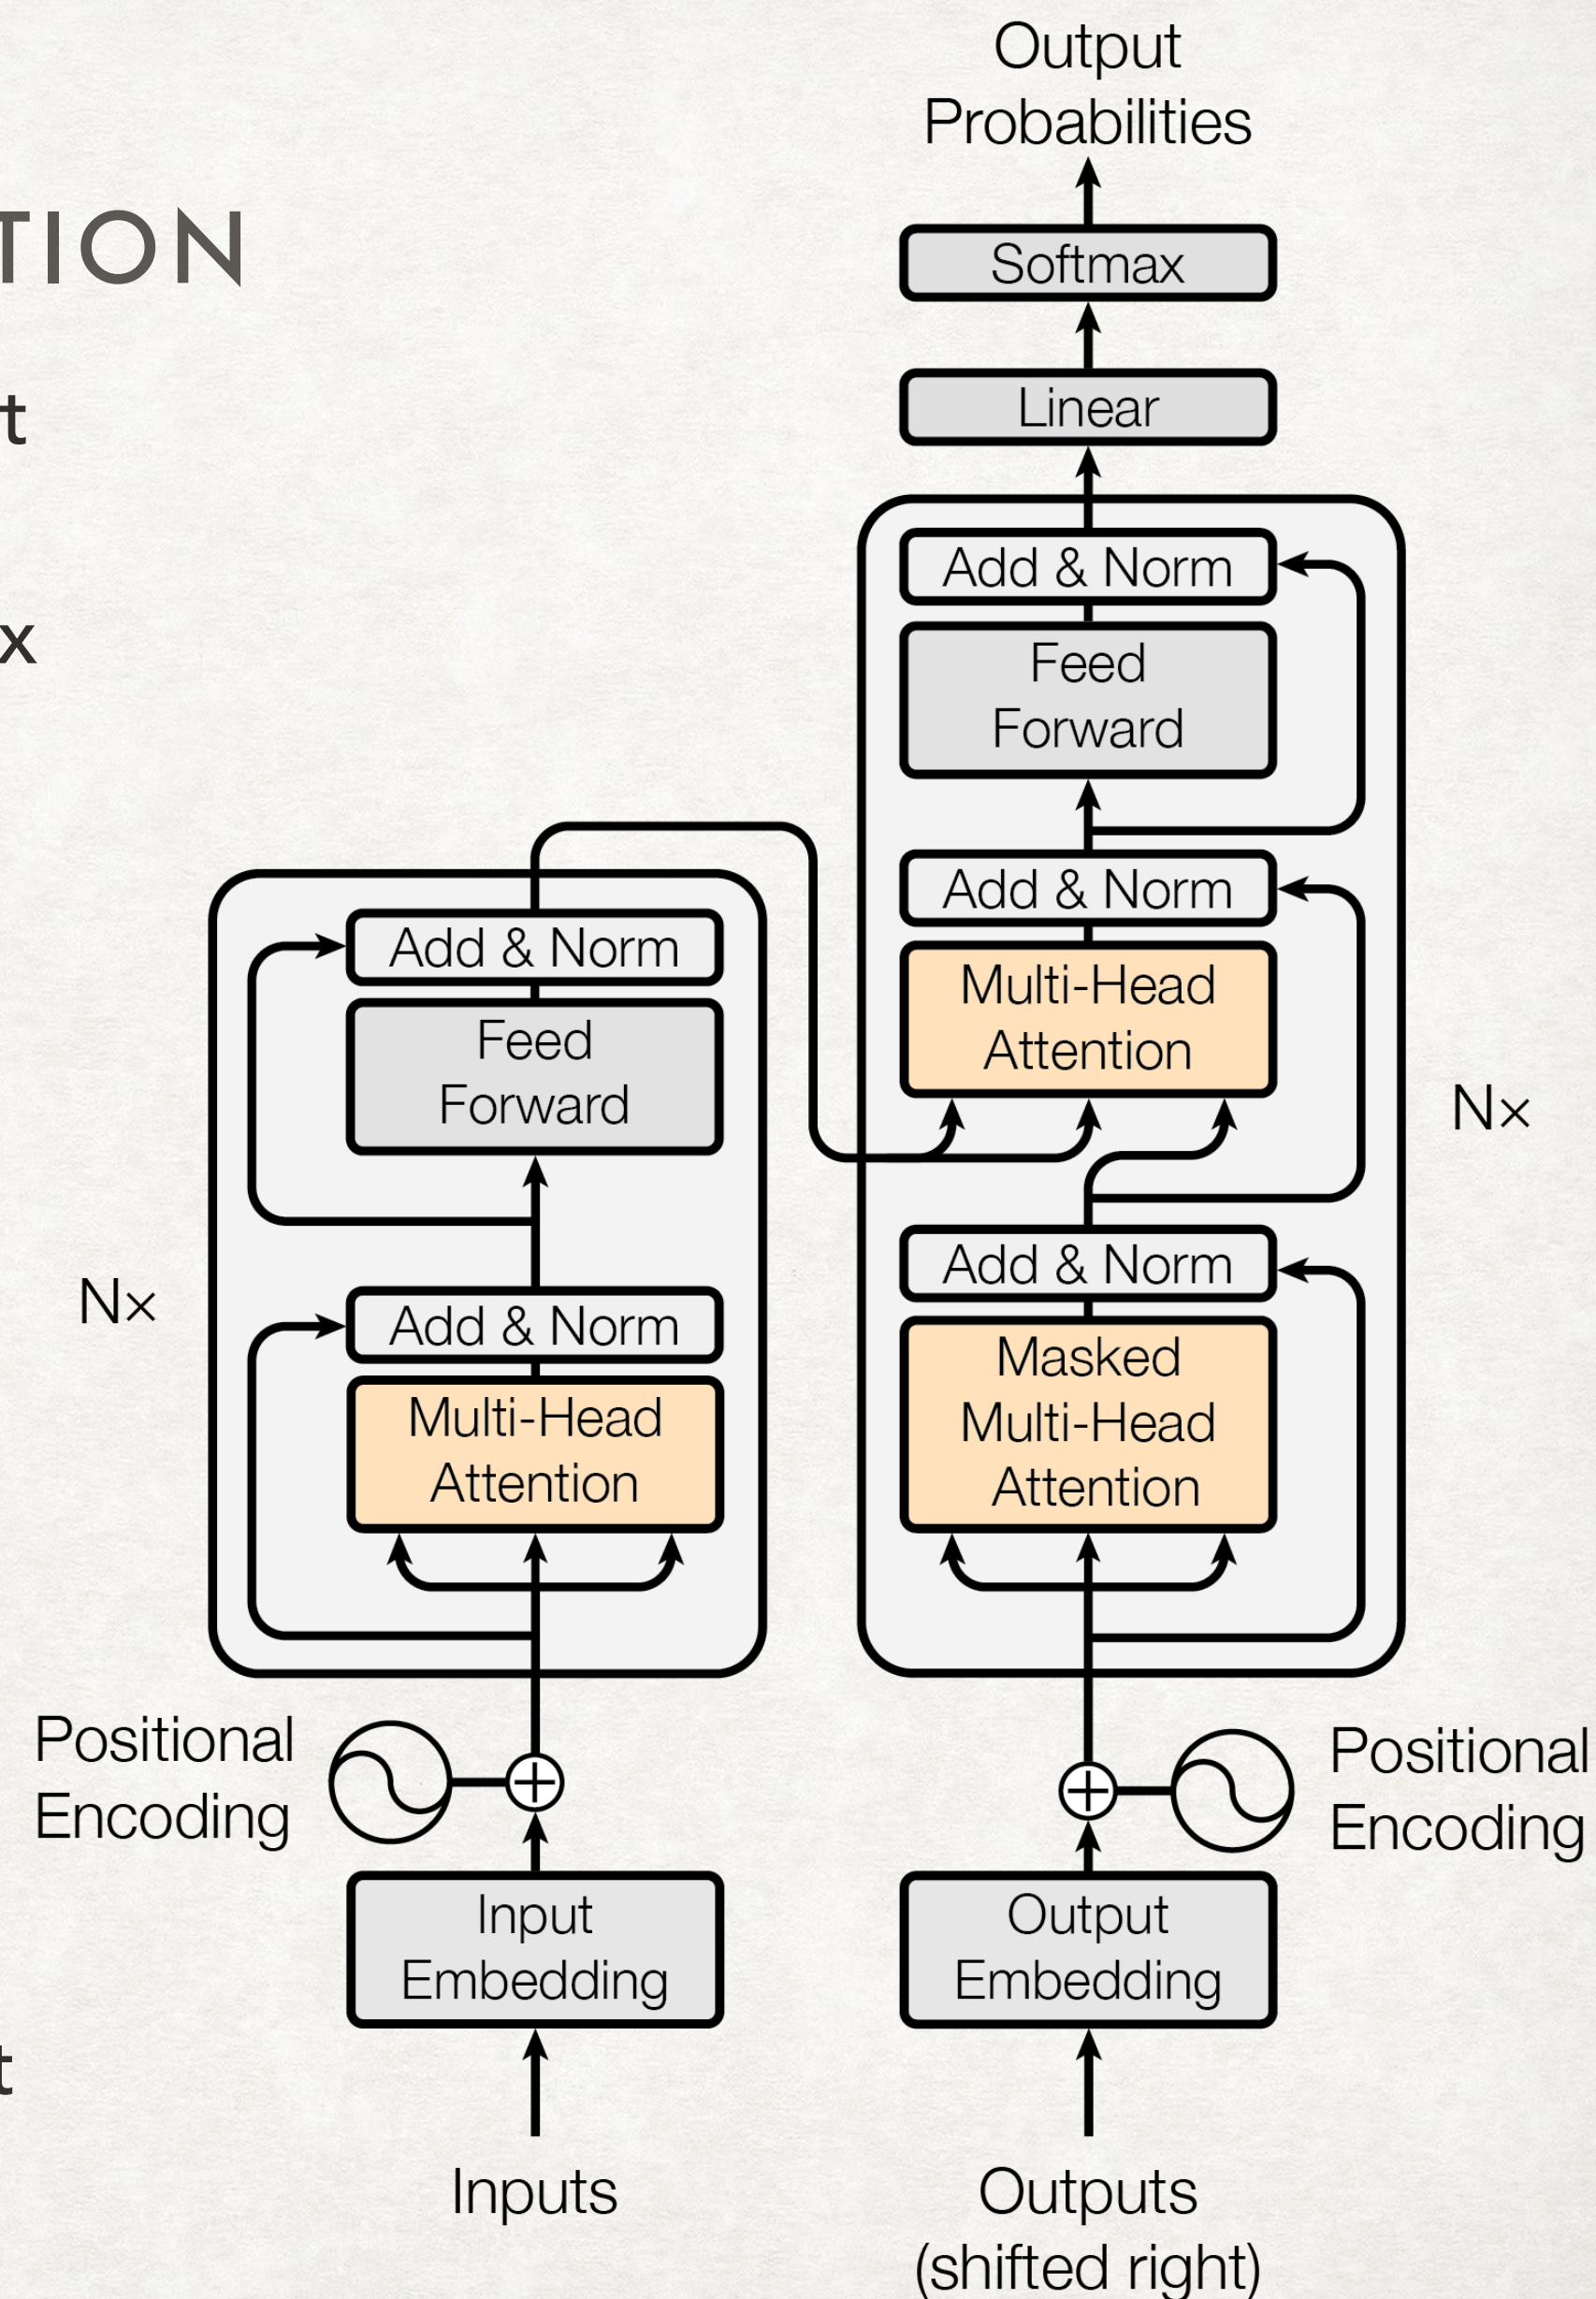 Output
Probabilities
TION
Softmax
t
Linear
Add & Norm
x
Feed
Forward
Add & Norm
Multi-Head
Attention
Nx
Add & Norm
Masked
Multi-Head
Attention
Add & Norm
Feed
Forward
Nx
Add & Norm
Multi-Head
Attention
Positional
Encoding
Positional
Encoding
Input
Embedding
Output
Embedding
t
Inputs
Outputs
(shifted right)